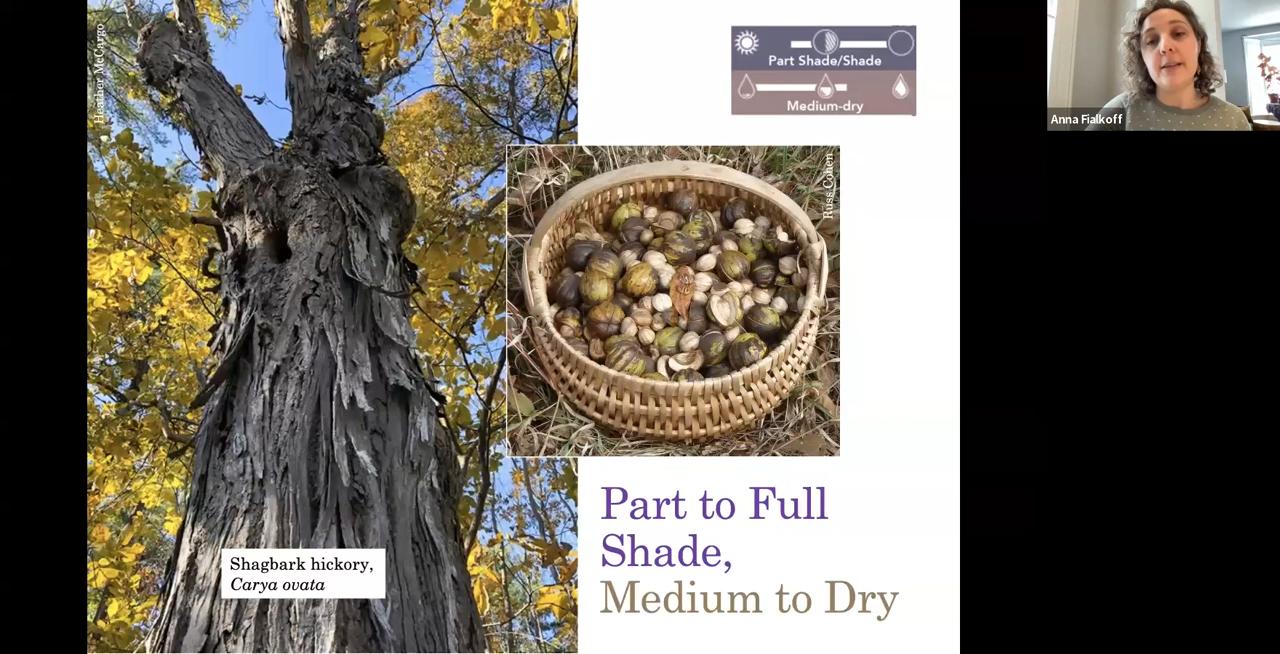 Heather McCargo
Part Shade/Shade
Medium-dry
Anna Fialkoff
Russ Cohen
Part to Full
Shade,
Medium to Dry
Shagbark hickory,
Carya ovata